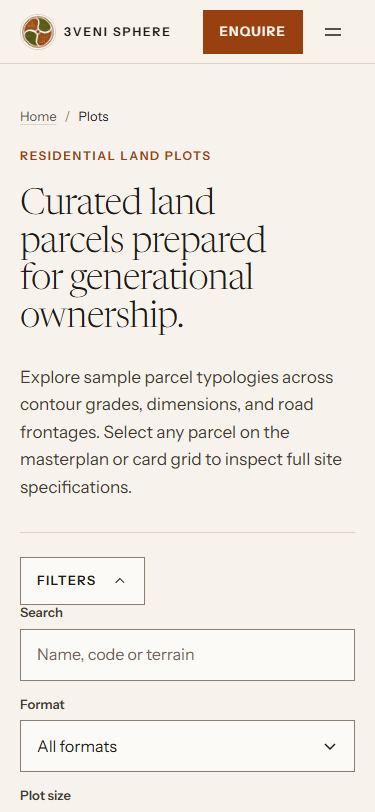 3VENI SPHERE
ENQUIRE
Home / Plots
RESIDENTIAL LAND PLOTS
Curated land
parcels prepared
for generational
ownership.
Explore sample parcel typologies across
contour grades, dimensions, and road
frontages. Select any parcel on the
masterplan or card grid to inspect full site
specifications.
FILTERS
Search
Name, code or terrain
Format
All formats
Plot size